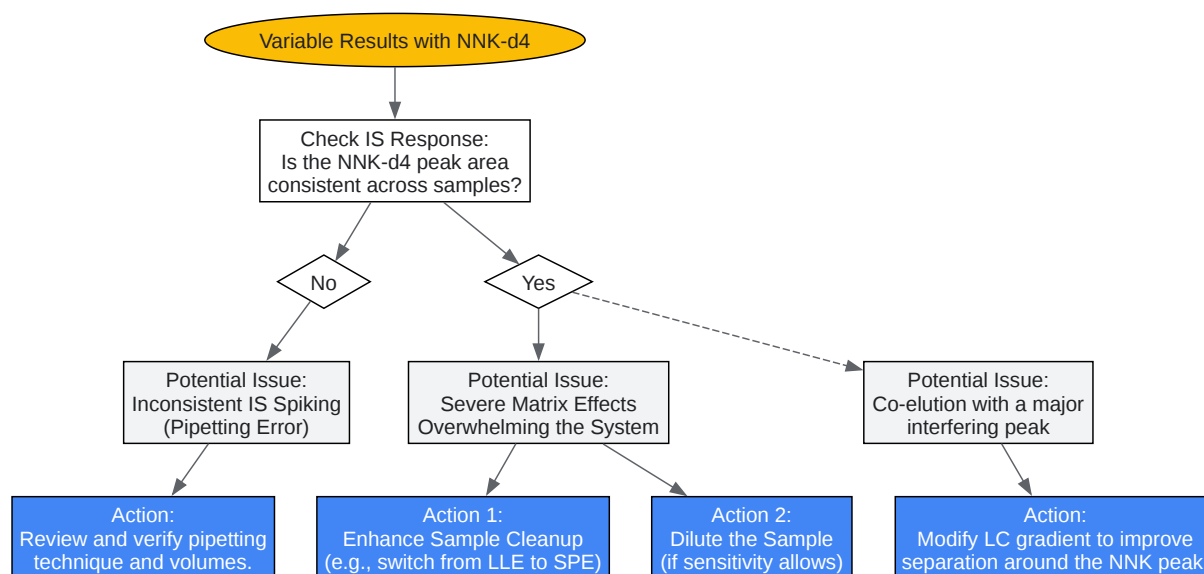 Variable Results with NNK-d4
Check IS Response:
Is the NNK-d4 peak area
consistent across samples?
No
Yes
Potential Issue:
Inconsistent IS Spiking
(Pipetting Error)
Potential Issue:
Severe Matrix Effects
Overwhelming the System
Potential Issue:
Co-elution with a major
interfering peak
Action:
Review and verify pipetting
technique and volumes.
Action 1:
Enhance Sample Cleanup
(e.g., switch from LLE to SPE)
Action 2:
Dilute the Sample
(if sensitivity allows)
Action:
Modify LC gradient to improve
separation around the NNK peak